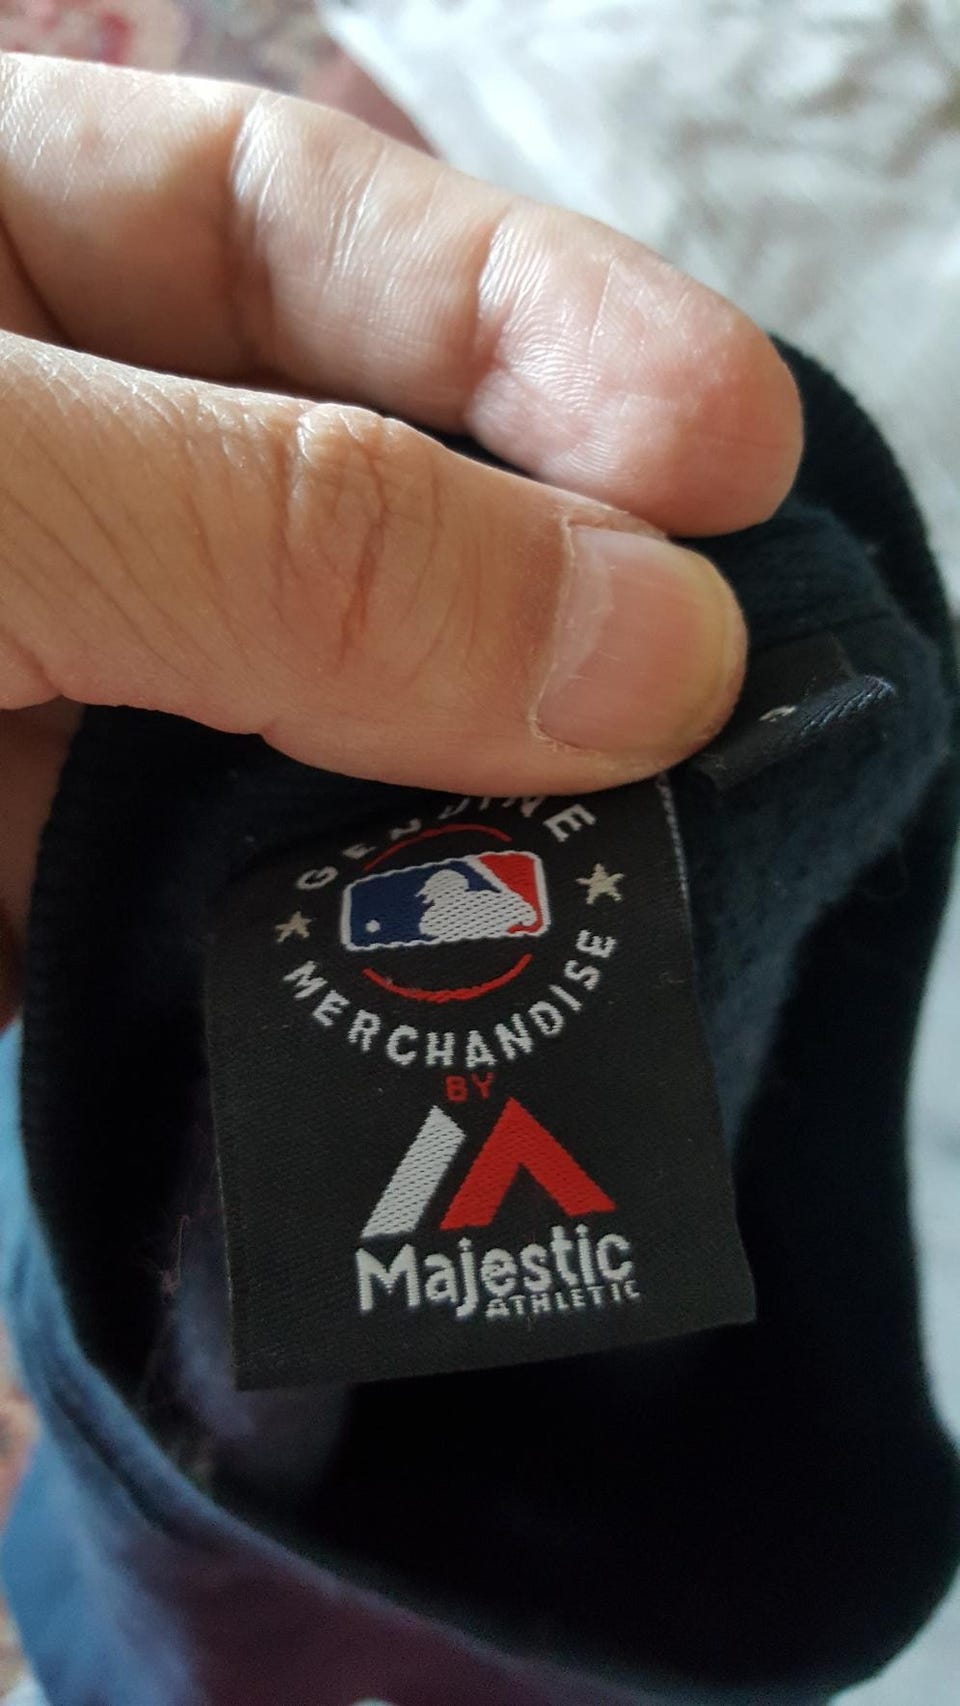 GENUINE
MERCHANDISE
BY
Majestic
ATHLETIC